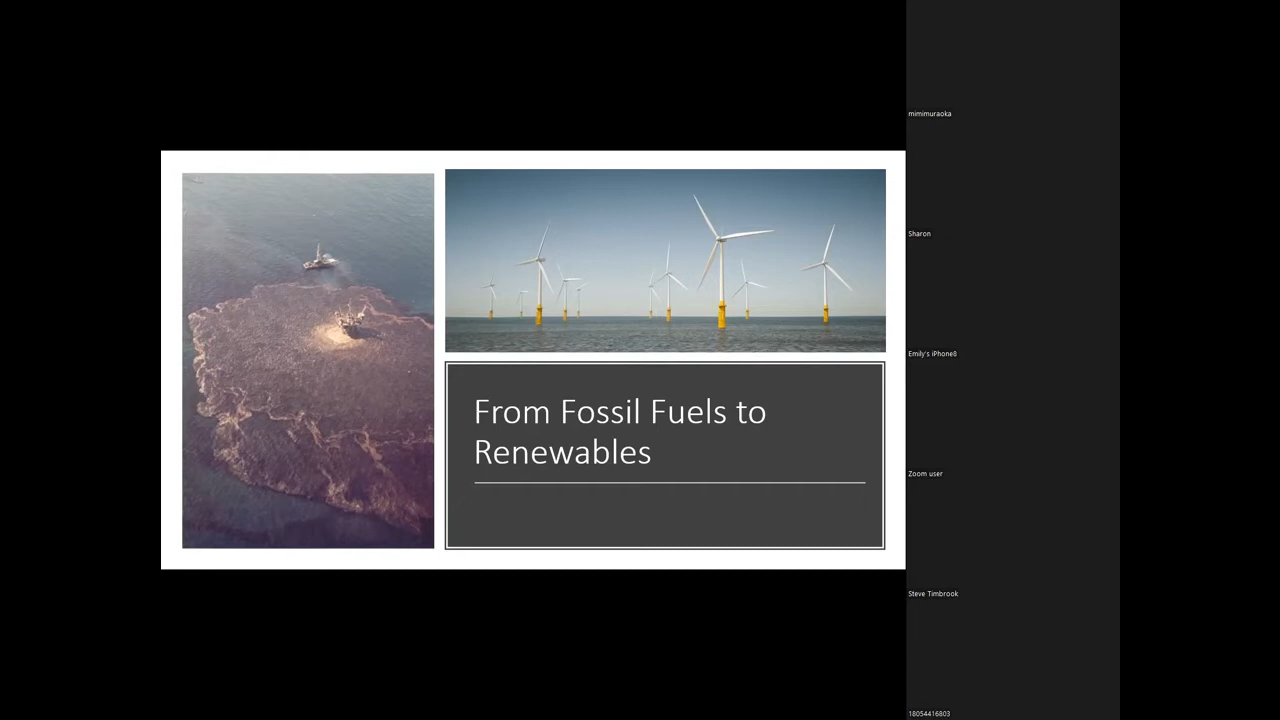 From Fossil Fuels to
Renewables
mimimuraoka
Sharon
Emily's iPhone8
Zoom user
Steve Timbrook
18054416803